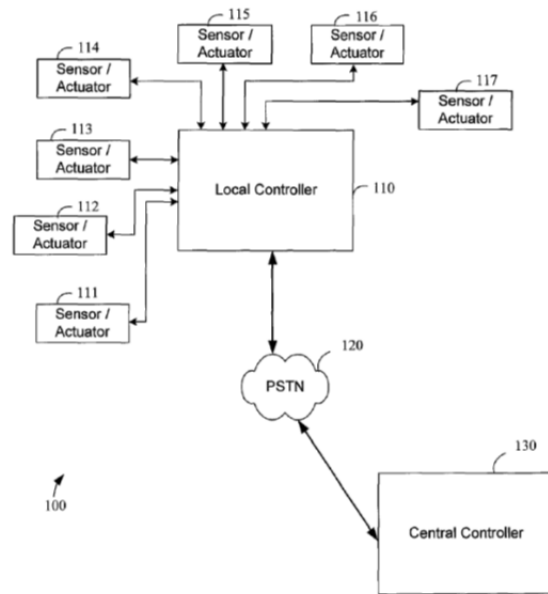 115
Sensor /
Actuator
116
Sensor /
Actuator
114
Sensor /
Actuator
117
Sensor /
Actuator
113
Sensor /
Actuator
Local Controller
110
112
Sensor /
Actuator
111
Sensor /
Actuator
120
PSTN
130
Central Controller
100